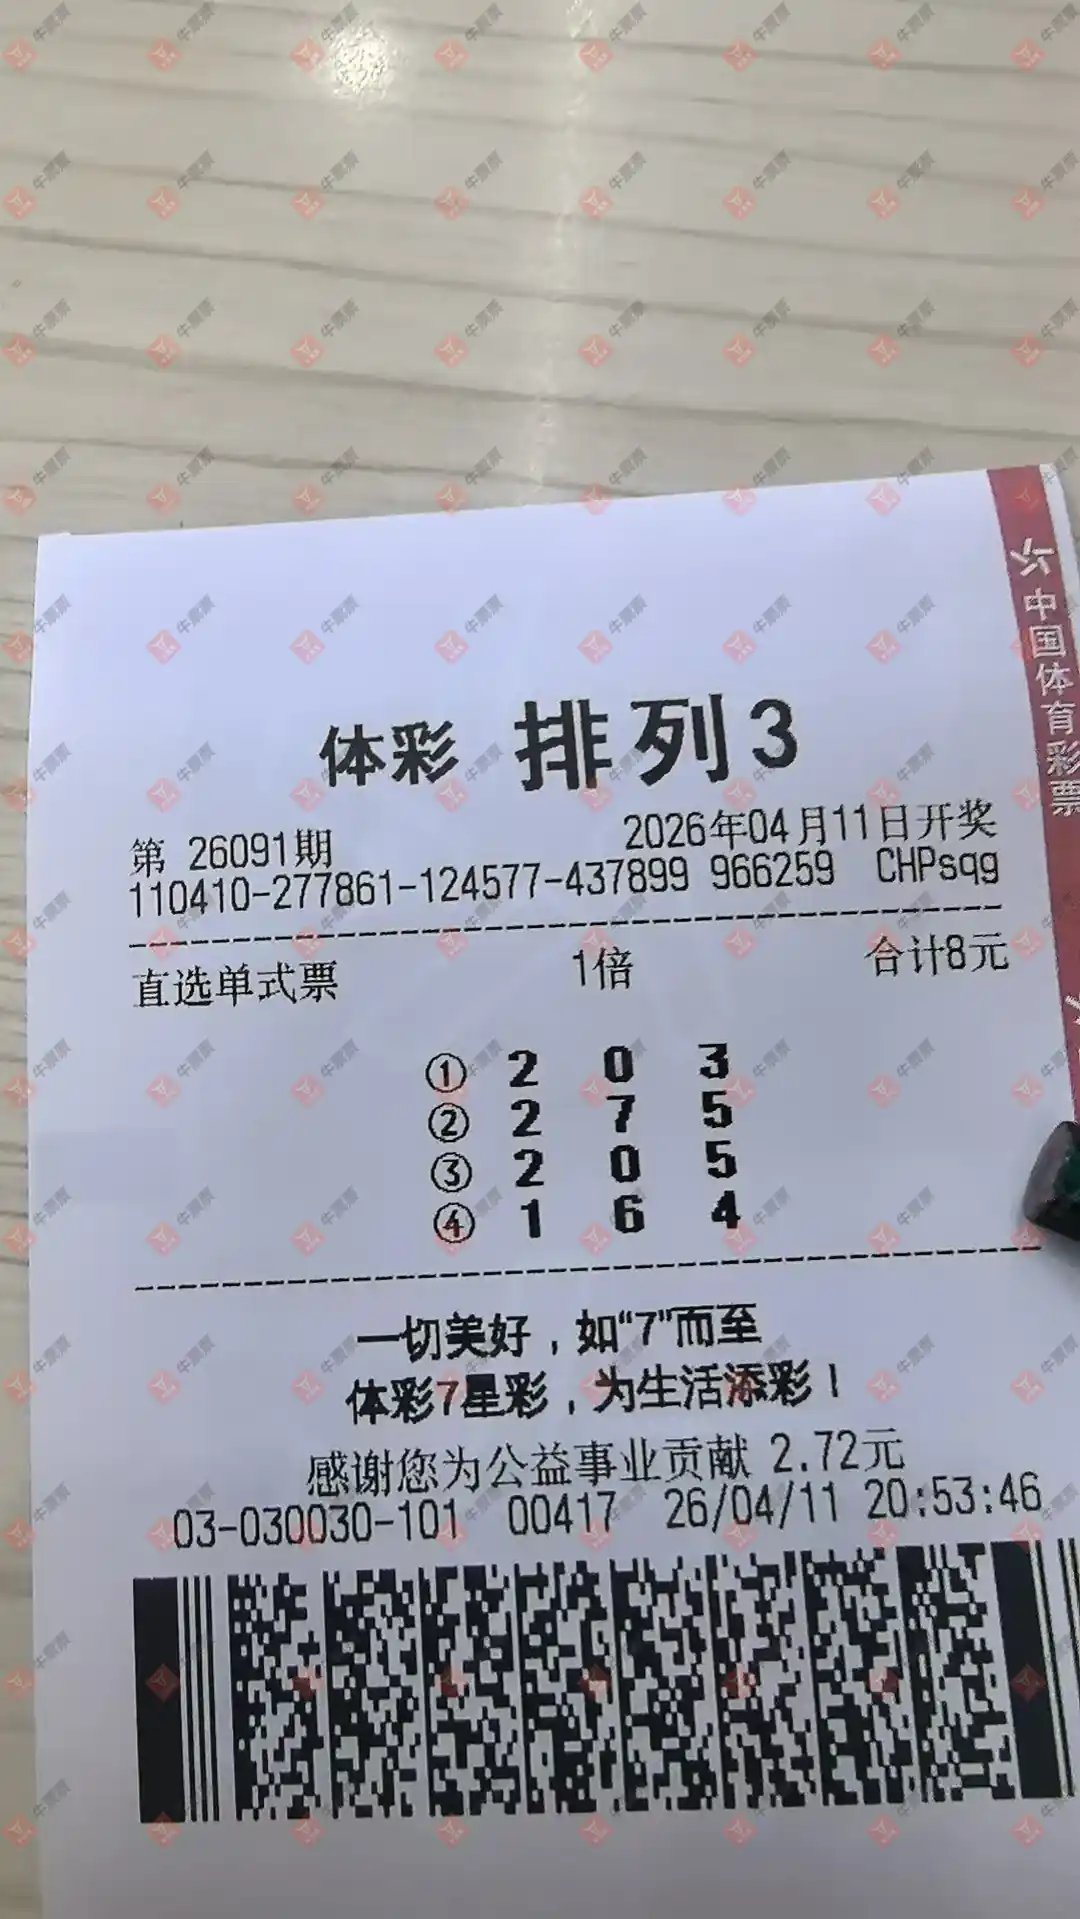 体彩 排列3
第 26091期 2026年04月11日开奖
110410-277861-124577-437899 966259 CHPsqg
直选单式票 1倍 合计8元
① 2 0 3
② 2 7 5
③ 2 0 5
④ 1 6 4
一切美好，如“7”而至
体彩7星彩，为生活添彩！
感谢您为公益事业贡献 2.72元
03-030030-101 00417 26/04/11 20:53:46
中国体育彩票
牛票票